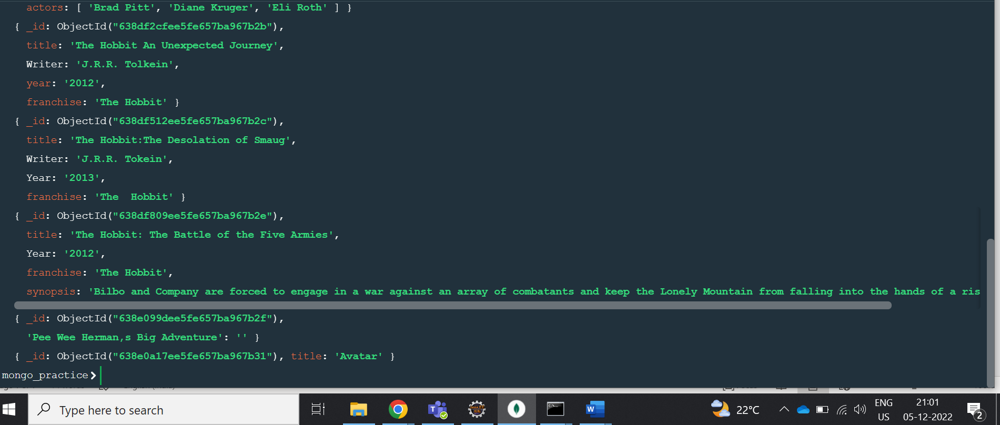 actors: [ 'Brad Pitt', 'Diane Kruger', 'Eli Roth' ] }
{ _id: ObjectId("638df2cfee5fe657ba967b2b"),
title: 'The Hobbit An Unexpected Journey',
Writer: 'J.R.R. Tolkein',
year: '2012',
franchise: 'The Hobbit' }
{ _id: ObjectId("638df512ee5fe657ba967b2c"),
title: 'The Hobbit:The Desolation of Smaug',
Writer: 'J.R.R. Tokein',
Year: '2013',
franchise: 'The  Hobbit' }
{ _id: ObjectId("638df809ee5fe657ba967b2e"),
title: 'The Hobbit: The Battle of the Five Armies',
Year: '2012',
franchise: 'The Hobbit',
synopsis: 'Bilbo and Company are forced to engage in a war against an array of combatants and keep the Lonely Mountain from falling into the hands of a ris
{ _id: ObjectId("638e099dee5fe657ba967b2f"),
'Pee Wee Herman,s Big Adventure': '' }
{ _id: ObjectId("638e0a17ee5fe657ba967b31"), title: 'Avatar' }
mongo_practice>
Type here to search
22°C
ENG
US
21:01
05-12-2022
2